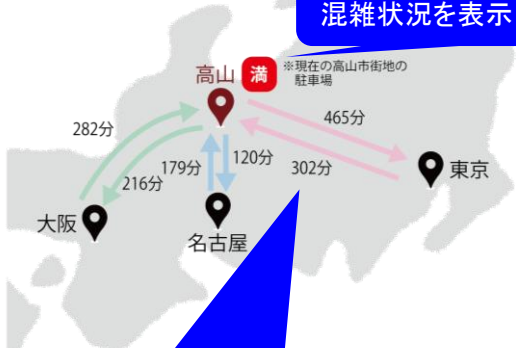 混雑状況を表示
高山 満 ※現在の高山市街地の
駐車場
282分
465分
179分
120分
216分
302分
東京
大阪
名古屋